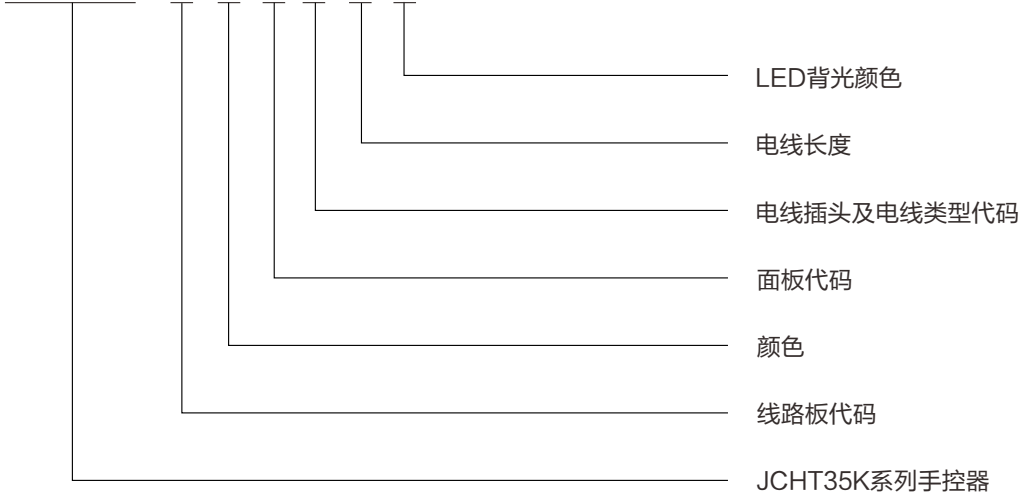 LED背光颜色
电线长度
电线插头及电线类型代码
面板代码
颜色
线路板代码
JCHT35K系列手控器